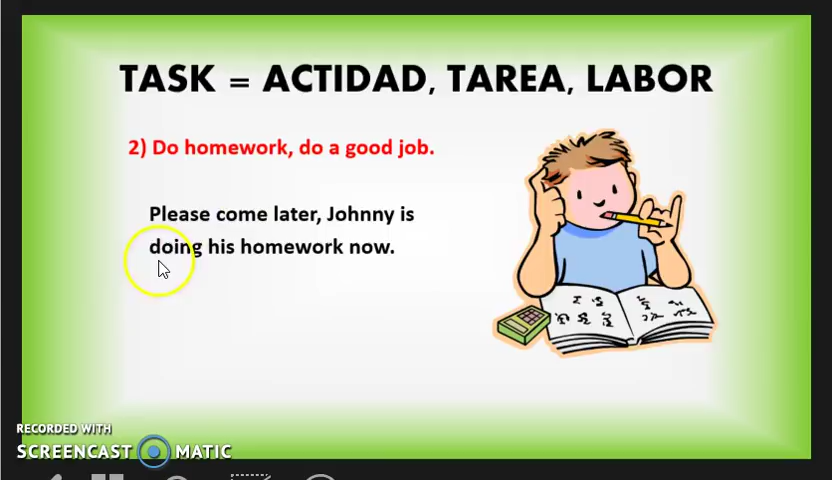 TASK = ACTIDAD, TAREA, LABOR
2) Do homework, do a good job.
Please come later, Johnny is
doing his homework now.
RECORDED WITH
SCREENCAST MATIC